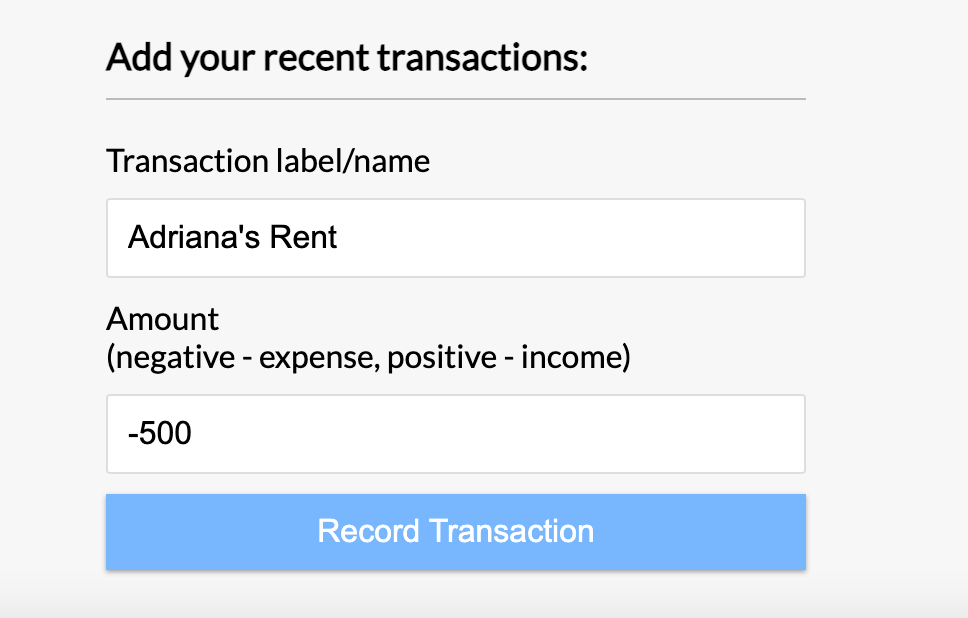 Add your recent transactions:
Transaction label/name
Adriana's Rent
Amount
(negative - expense, positive - income)
-500
Record Transaction